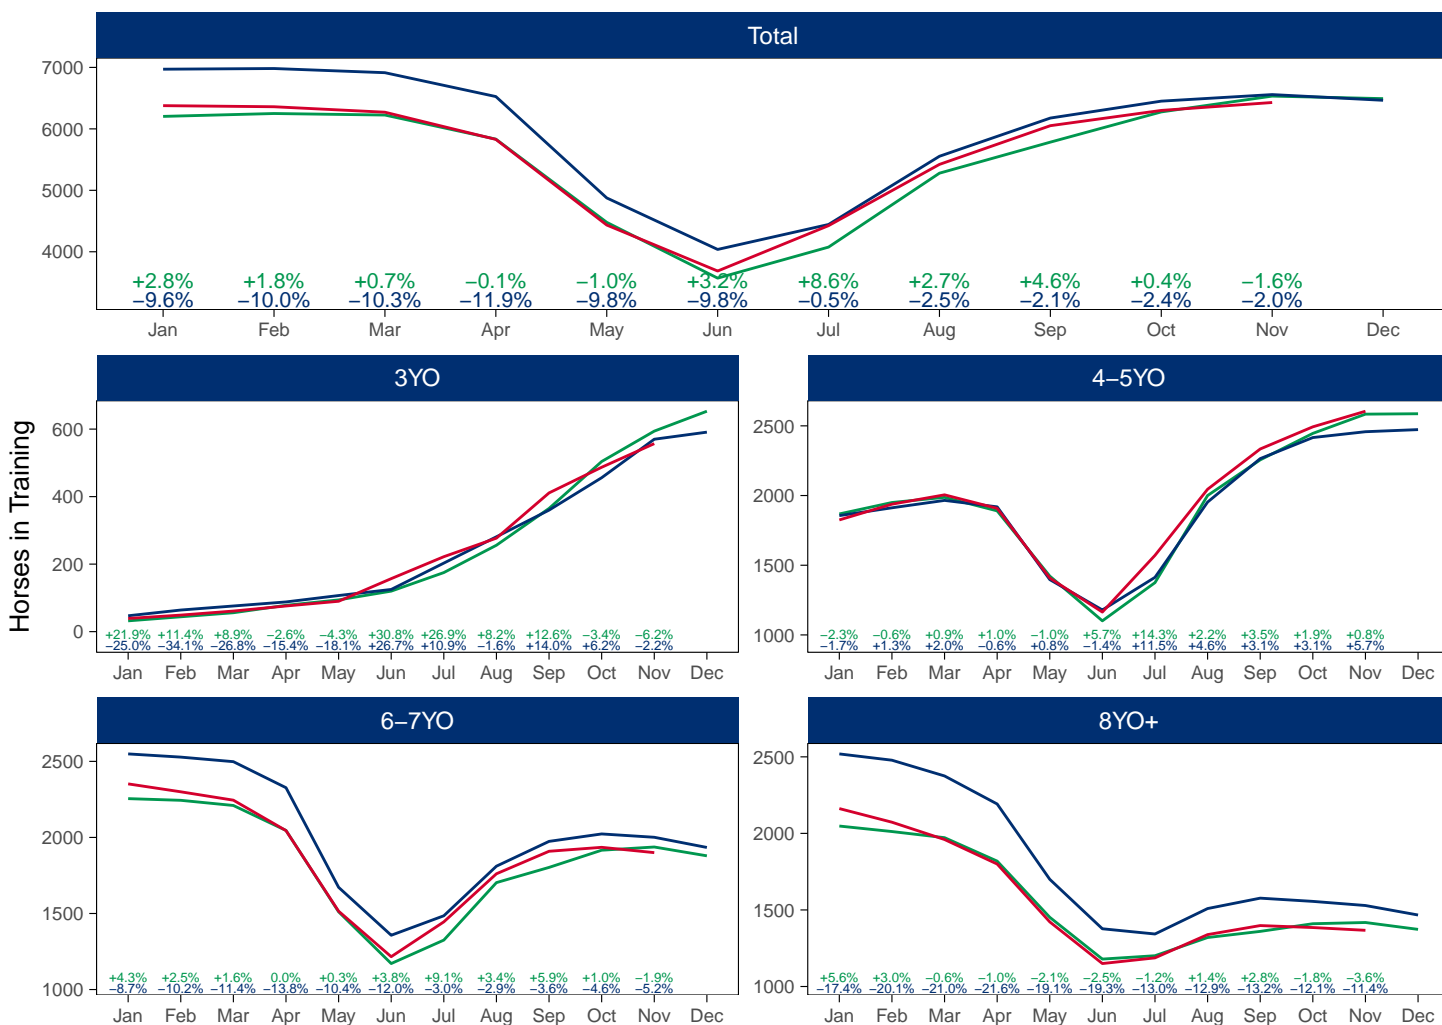 Total
7000
6000
5000
4000
+2.8% +1.8% +0.7% −0.1% −1.0% +3.2% +8.6% +2.7% +4.6% +0.4% −1.6%
−9.6% −10.0% −10.3% −11.9% −9.8% −9.8% −0.5% −2.5% −2.1% −2.4% −2.0%
Jan Feb Mar Apr May Jun Jul Aug Sep Oct Nov Dec
Horses in Training
3YO
600
400
200
0
+21.9% +11.4% +8.9% −2.6% −4.3% +30.8% +26.9% +8.2% +12.6% −3.4% −6.2%
−25.0% −34.1% −26.8% −15.4% −18.1% +26.7% +10.9% −1.6% +14.0% +6.2% −2.2%
Jan Feb Mar Apr May Jun Jul Aug Sep Oct Nov Dec
4–5YO
2500
2000
1500
1000
−2.3% −0.6% +0.9% +1.0% −1.0% +5.7% +14.3% +2.2% +3.5% +1.9% +0.8%
−1.7% +1.3% +2.0% −0.6% +0.8% −1.4% +11.5% +4.6% +3.1% +3.1% +5.7%
Jan Feb Mar Apr May Jun Jul Aug Sep Oct Nov Dec
6–7YO
2500
2000
1500
1000
+4.3% +2.5% +1.6% 0.0% +0.3% +3.8% +9.1% +3.4% +5.9% +1.0% −1.9%
−8.7% −10.2% −11.4% −13.8% −10.4% −12.0% −3.0% −2.9% −3.6% −4.6% −5.2%
Jan Feb Mar Apr May Jun Jul Aug Sep Oct Nov Dec
8YO+
2500
2000
1500
1000
+5.6% +3.0% −0.6% −1.0% −2.1% −2.5% −1.2% +1.4% +2.8% −1.8% −3.6%
−17.4% −20.1% −21.0% −21.6% −19.1% −19.3% −13.0% −12.9% −13.2% −12.1% −11.4%
Jan Feb Mar Apr May Jun Jul Aug Sep Oct Nov Dec